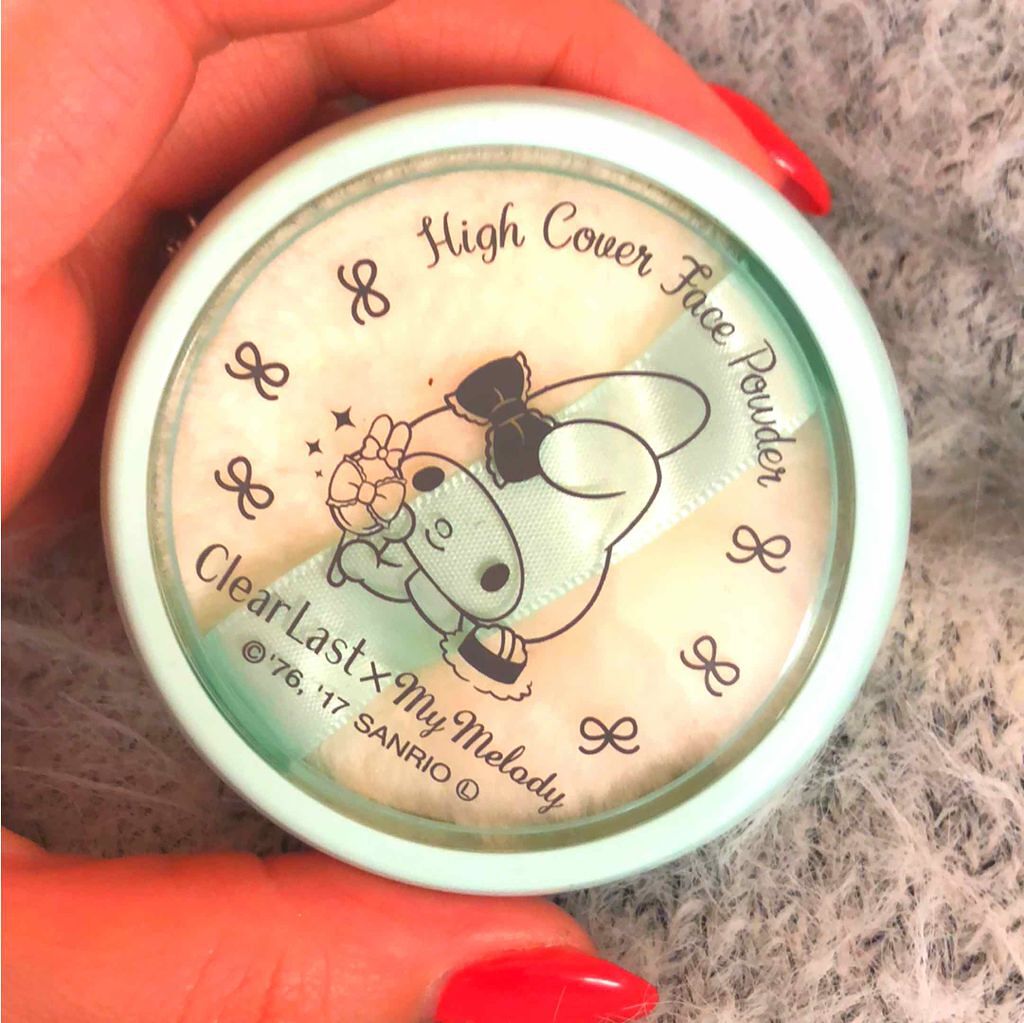 High Cover Face Powder
ClearLast × My Melody
©'76, '17 SANRIO Ⓛ